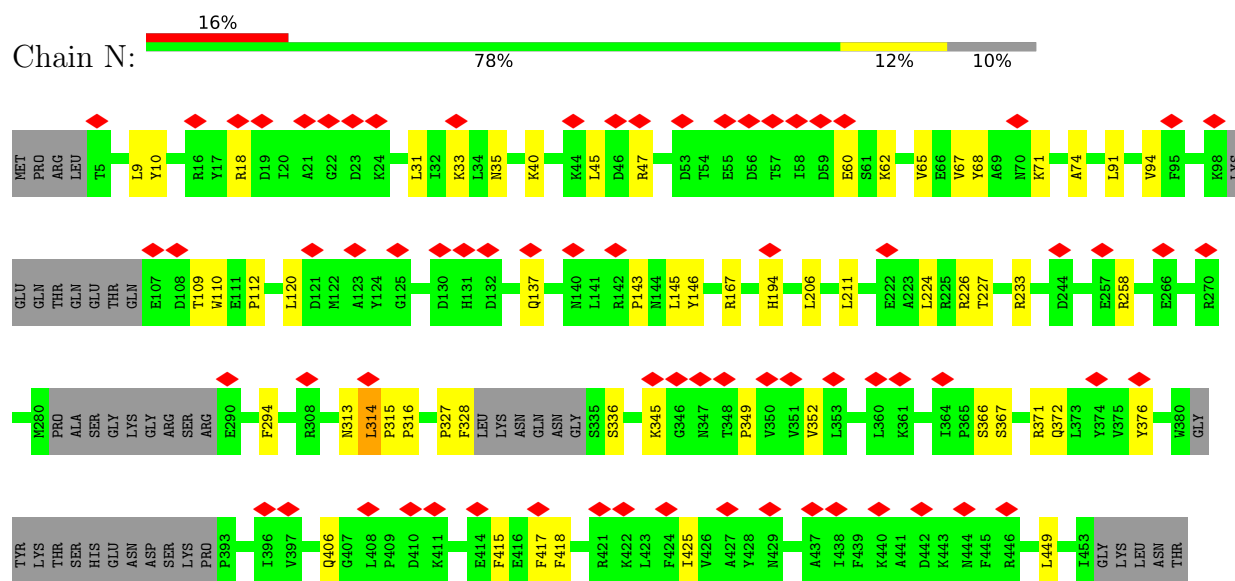 16%
Chain N:
78% 12% 10%
MET PRO ARG LEU T5 L9 Y10 R16 Y17 R18 D19 I20 A21 G22 D23 K24 L31 I32 K33 L34 N35 K40 K44 L45 D46 R47 D53 T54 E55 D56 T57 I58 D59 E60 S61 K62 V65 E66 V67 Y68 A69 N70 K71 A74 L91 V94 F95 K98 LYS
GLU GLN THR GLN GLU THR GLN E107 D108 T109 W110 E111 P112 L120 D121 M122 A123 Y124 G125 D130 H131 D132 Q137 N140 L141 R142 P143 N144 L145 Y146 R167 H194 L206 L211 E222 A223 L224 R225 R226 T227 R233 D244 E257 R258 E266 R270
M280 PRO ALA SER GLY LYS GLY ARG SER ARG E290 F294 R308 N313 L314 P315 P316 P327 F328 LEU LYS ASN GLN ASN GLY S335 S336 K345 G346 N347 T348 P349 V350 V351 V352 L353 L360 K361 I364 P365 S366 S367 R371 Q372 L373 Y374 V375 Y376 W380 GLY
TYR LYS THR SER HIS GLU ASN ASP SER LYS PRO P393 I396 V397 Q406 G407 L408 P409 D410 K411 E414 F415 E416 F417 F418 R421 K422 L423 F424 I425 V426 A427 Y428 N429 A437 I438 F439 K440 A441 D442 K443 N444 F445 R446 L449 I453 GLY LYS LEU ASN THR